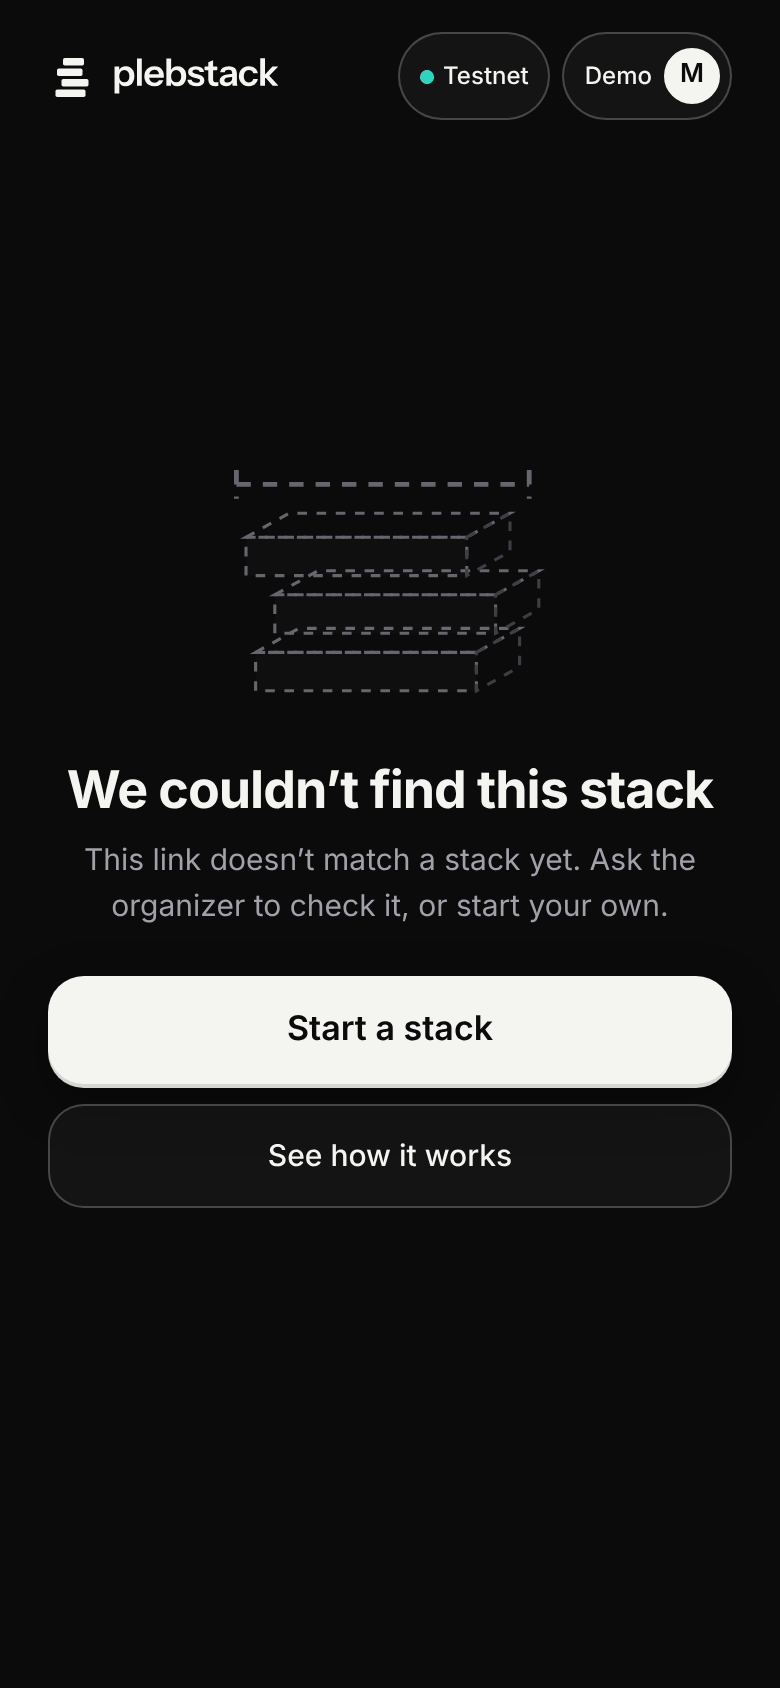 plebstack
Testnet
Demo
M
We couldn’t find this stack
This link doesn’t match a stack yet. Ask the
organizer to check it, or start your own.
Start a stack
See how it works